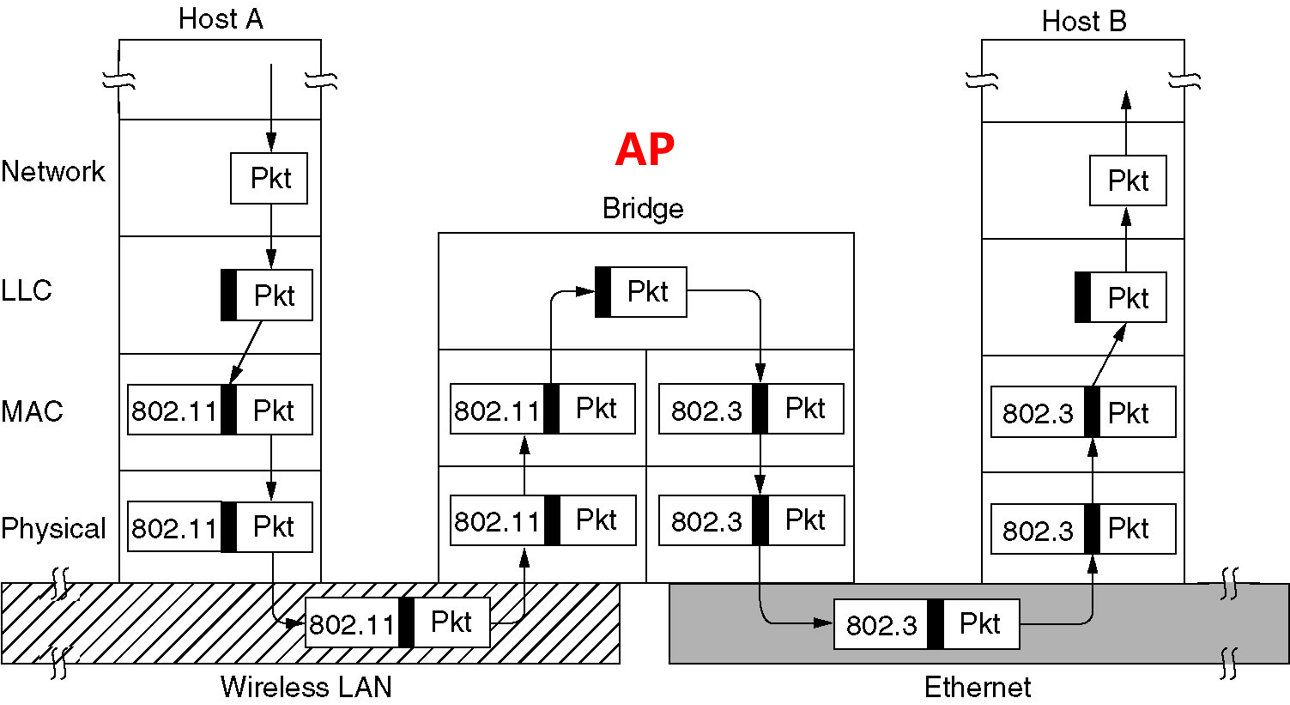 Host A
Host B
AP
Bridge
Network
Pkt
Pkt
LLC
Pkt
Pkt
Pkt
MAC
802.11 Pkt
802.11 Pkt
802.3 Pkt
802.3 Pkt
Physical
802.11 Pkt
802.11 Pkt
802.3 Pkt
802.3 Pkt
802.11 Pkt
802.3 Pkt
Wireless LAN
Ethernet